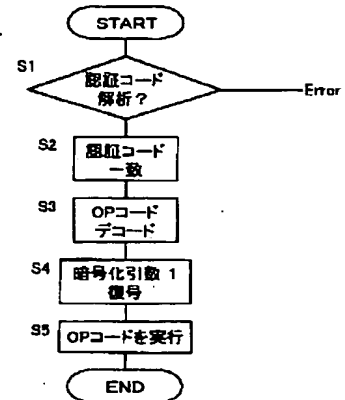 START
S1
認証コード
解析？
Error
S2
認証コード
一致
S3
OPコード
デコード
S4
暗号化引数 1
復号
S5
OPコードを実行
END